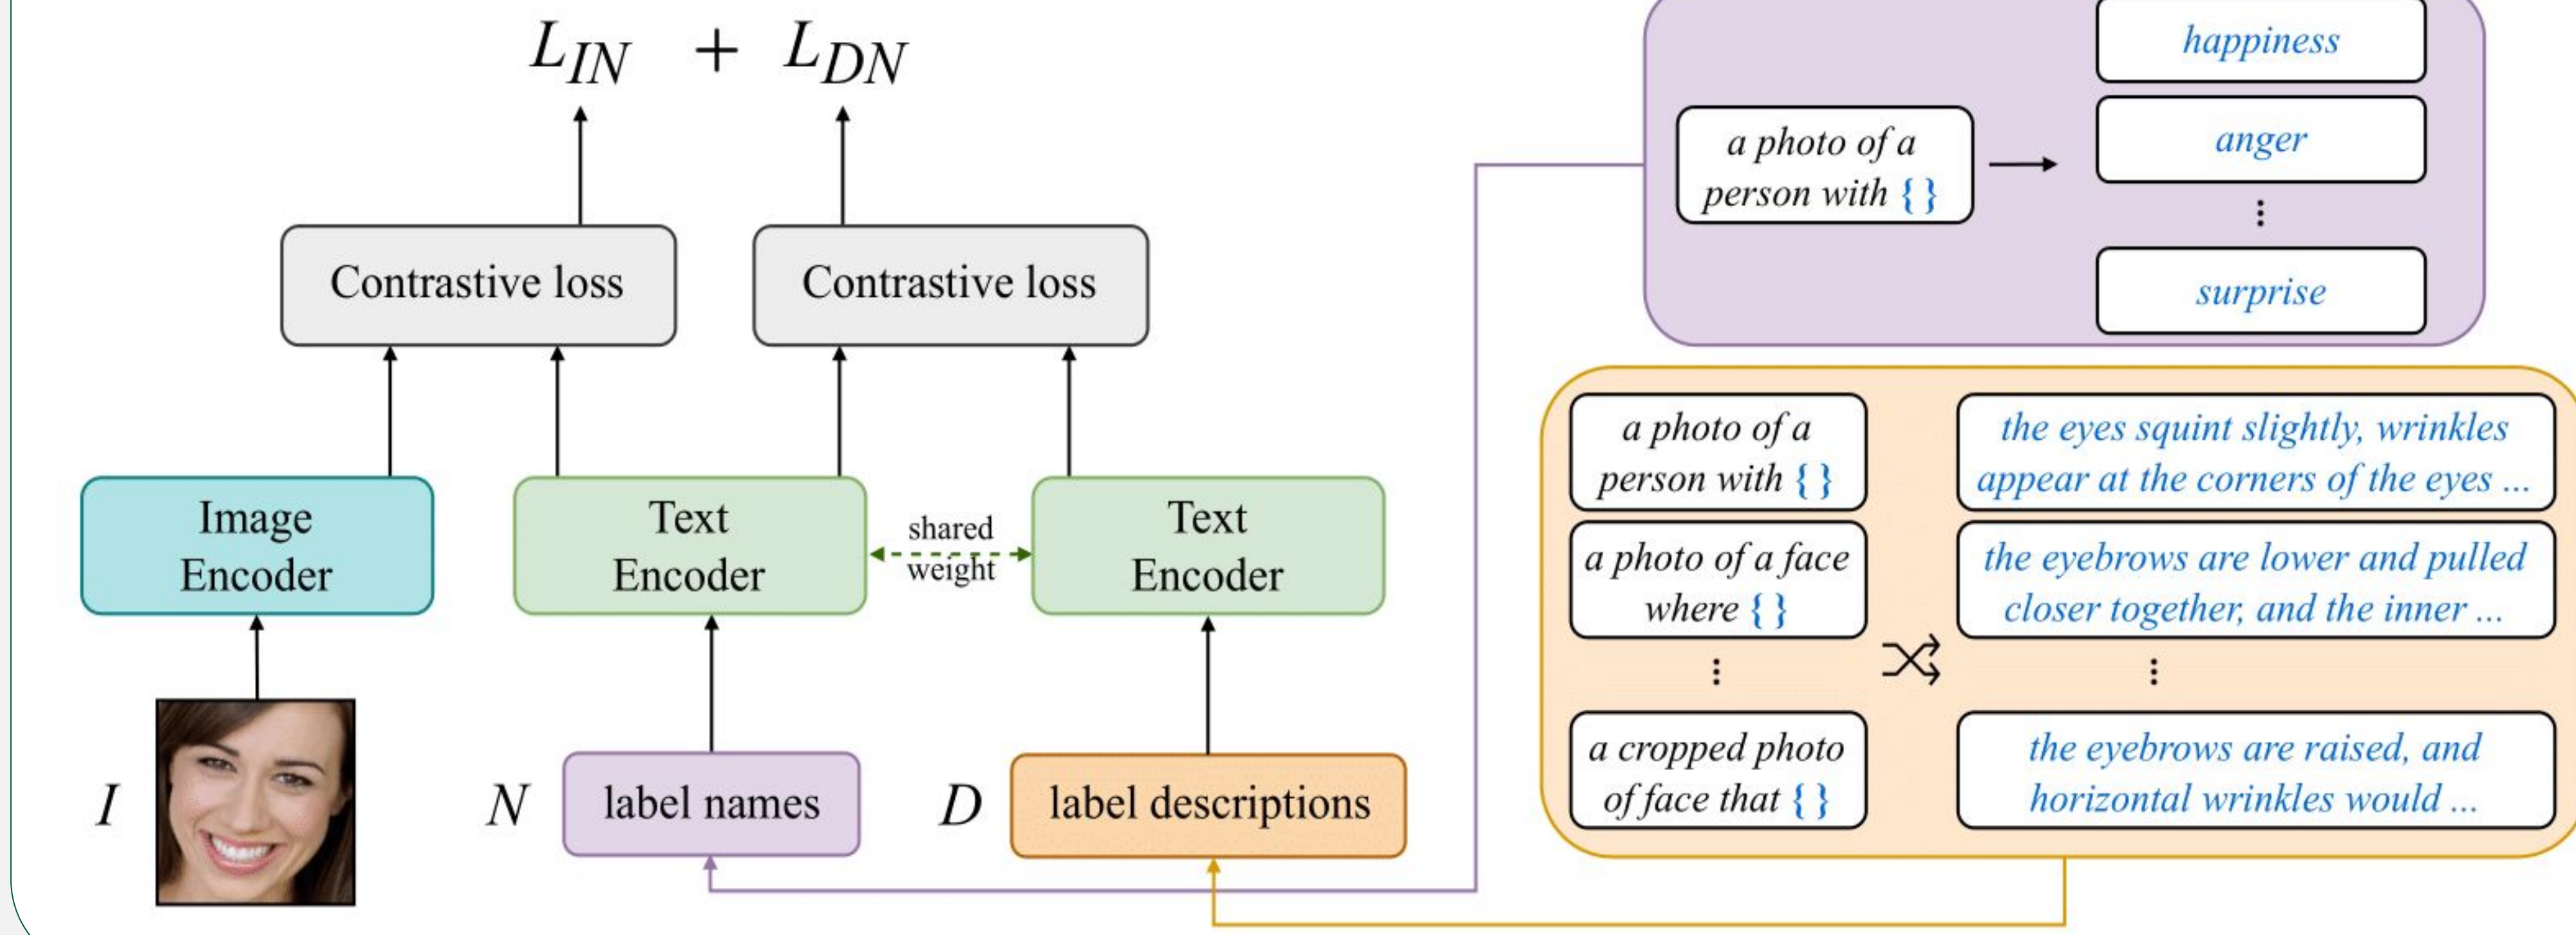 L_IN + L_DN
Contrastive loss
Contrastive loss
Image
Encoder
Text
Encoder
shared
weight
Text
Encoder
I
N
label names
D
label descriptions
a photo of a
person with { }
happiness
anger
⋮
surprise
a photo of a
person with { }
a photo of a face
where { }
⋮
a cropped photo
of face that { }
the eyes squint slightly, wrinkles
appear at the corners of the eyes ...
the eyebrows are lower and pulled
closer together, and the inner ...
⋮
the eyebrows are raised, and
horizontal wrinkles would ...